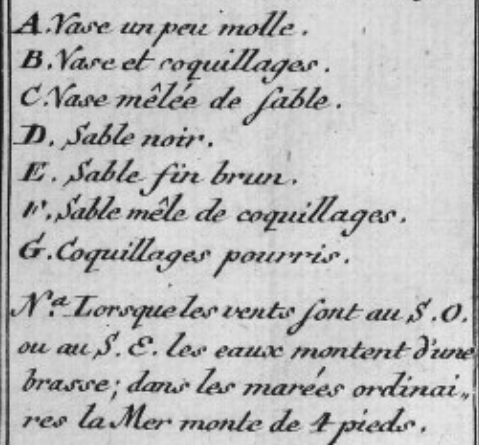 A. Vase un peu molle.
B. Vase et coquillages.
C. Vase mêlée de sable.
D. Sable noir.
E. Sable fin brun.
F. Sable mêle de coquillages.
G. Coquillages pourris.
N.ª Lorsque les vents sont au S.O.
ou au S.E. les eaux montent d'une
brasse; dans les marées ordinai-
res la Mer monte de 4 pieds.